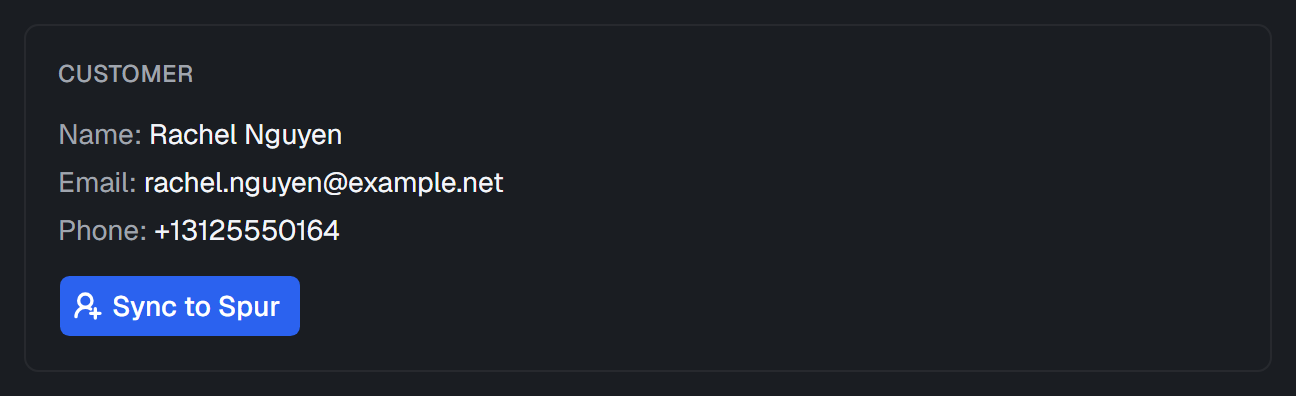 CUSTOMER
Name: Rachel Nguyen
Email: rachel.nguyen@example.net
Phone: +13125550164
Sync to Spur